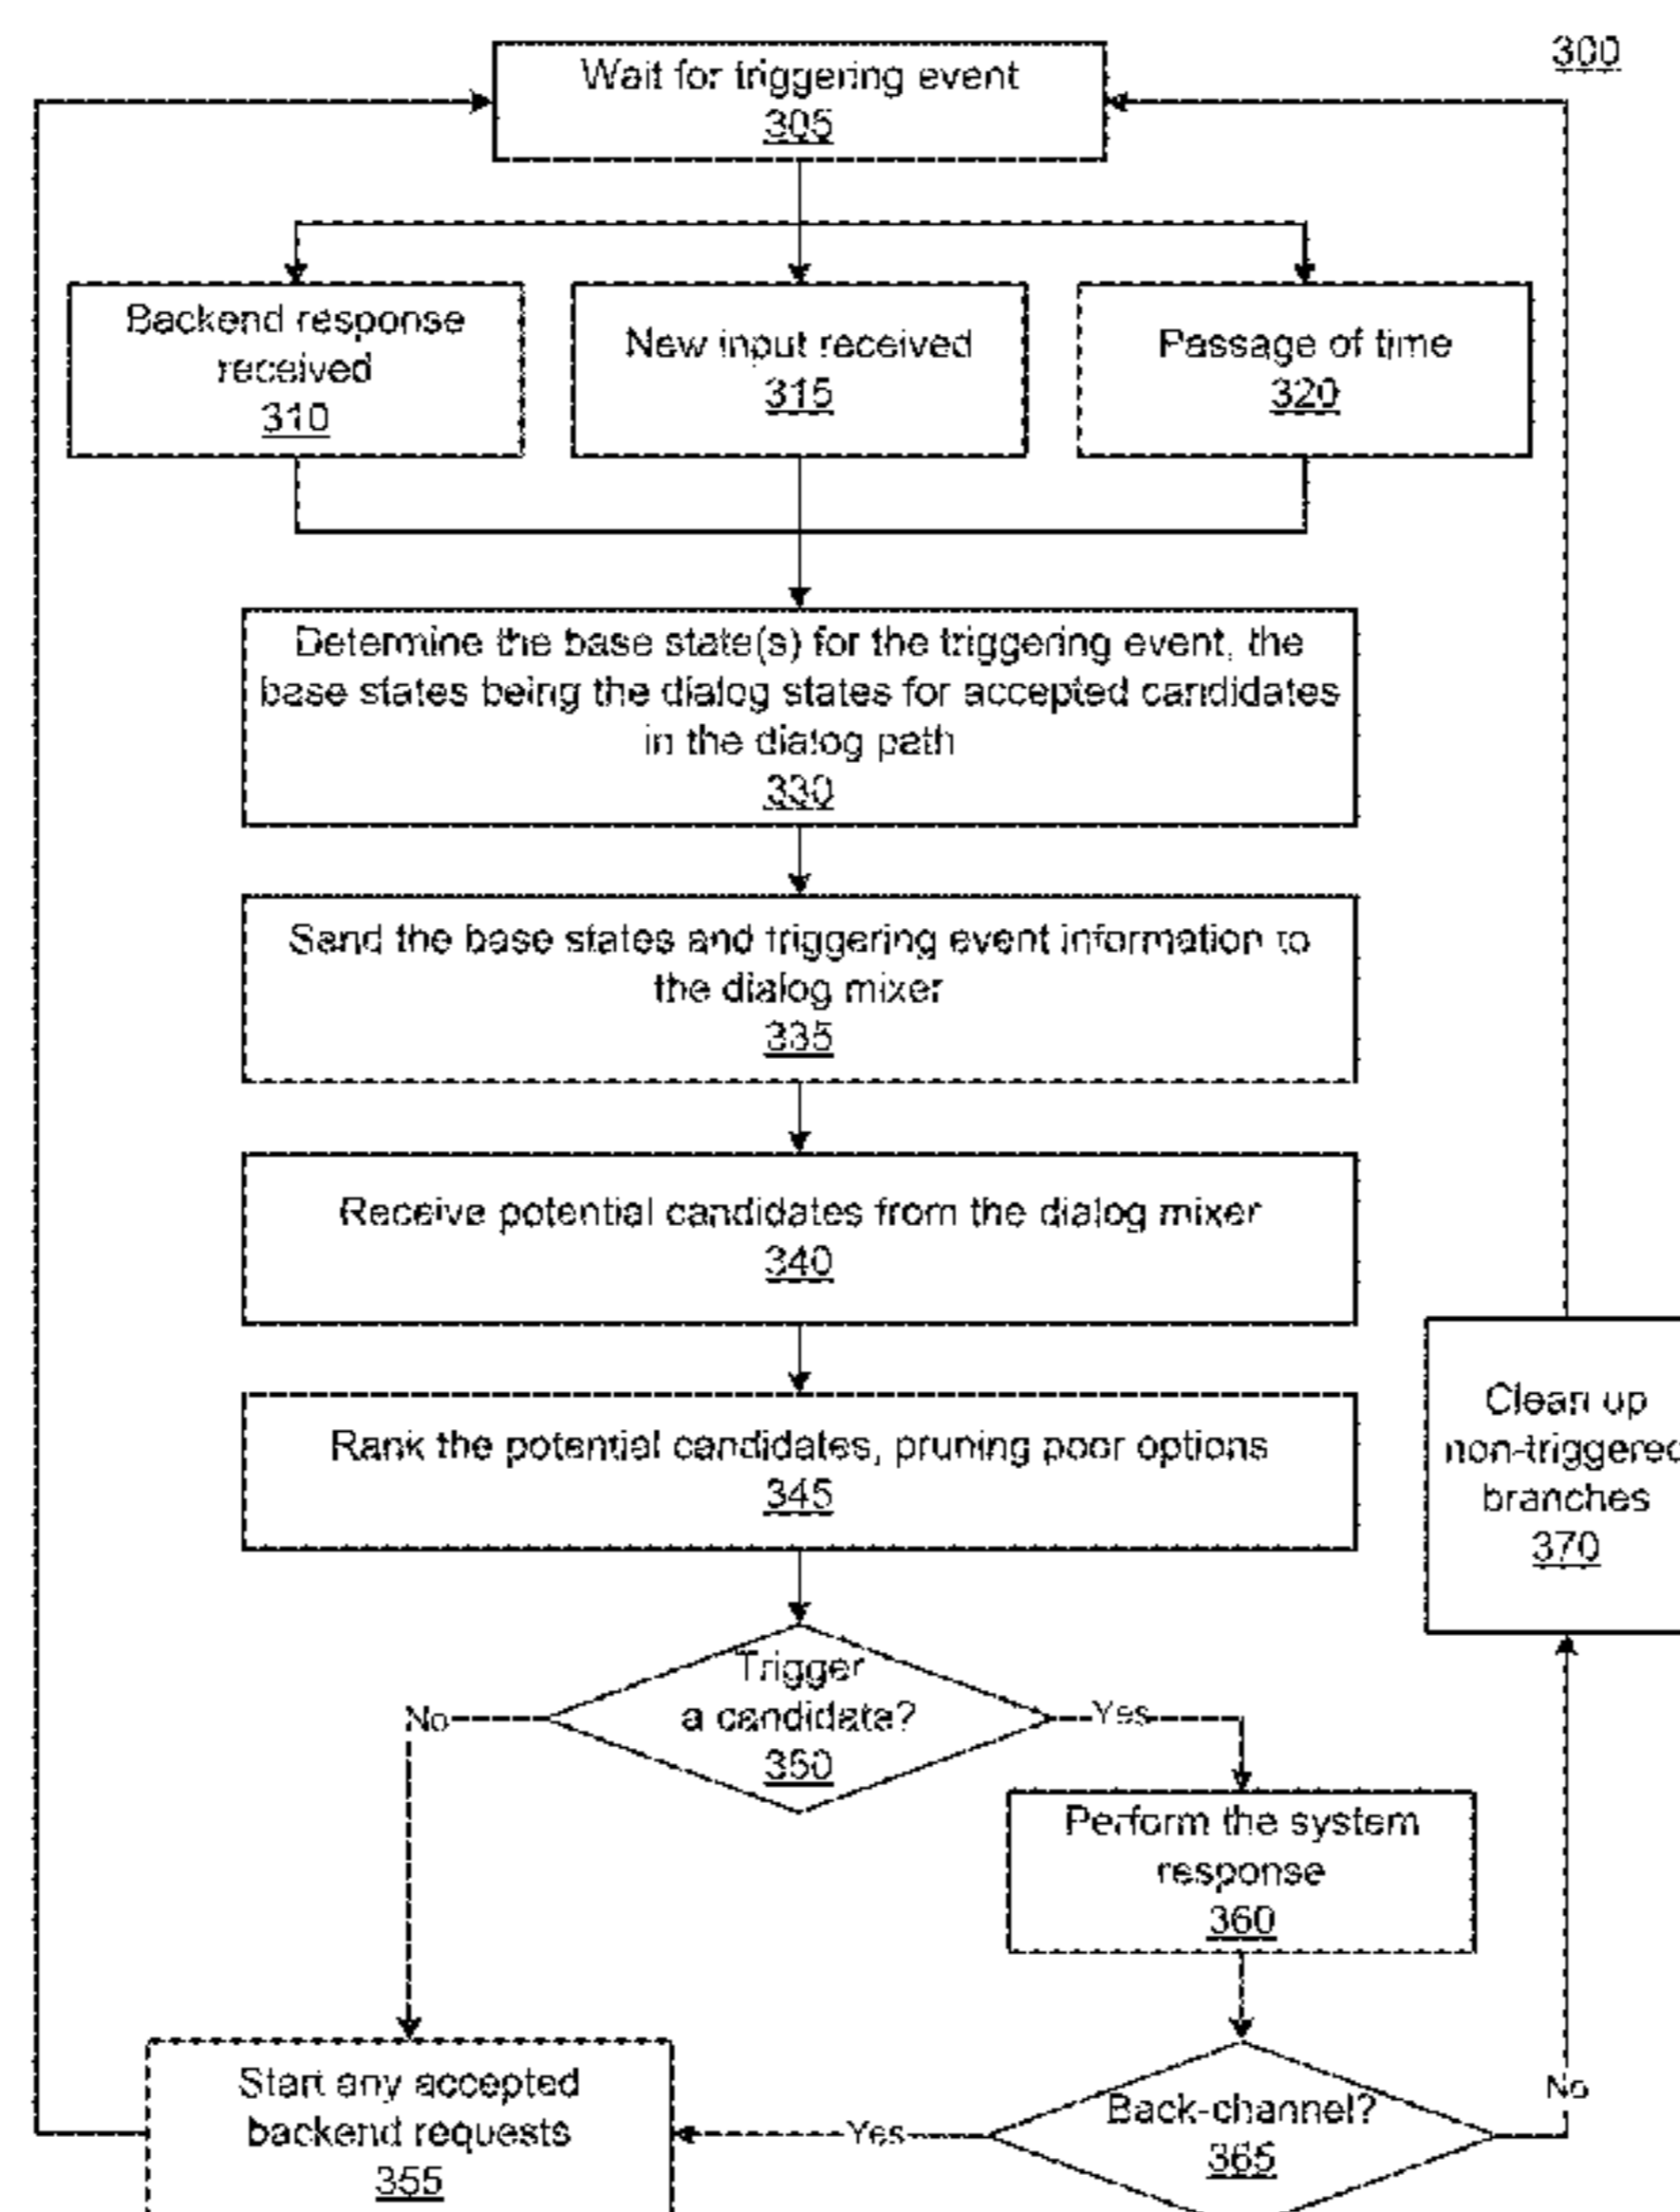 300
Wait for triggering event
305
Backend response
received
310
New input received
315
Passage of time
320
Determine the base state(s) for the triggering event, the
base states being the dialog states for accepted candidates
in the dialog path
330
Send the base states and triggering event information to
the dialog mixer
335
Receive potential candidates from the dialog mixer
340
Rank the potential candidates, pruning poor options
345
Clean up
non-triggered
branches
370
Trigger
a candidate?
350
No
Yes
Perform the system
response
360
Start any accepted
backend requests
355
Yes
Back-channel?
365
No